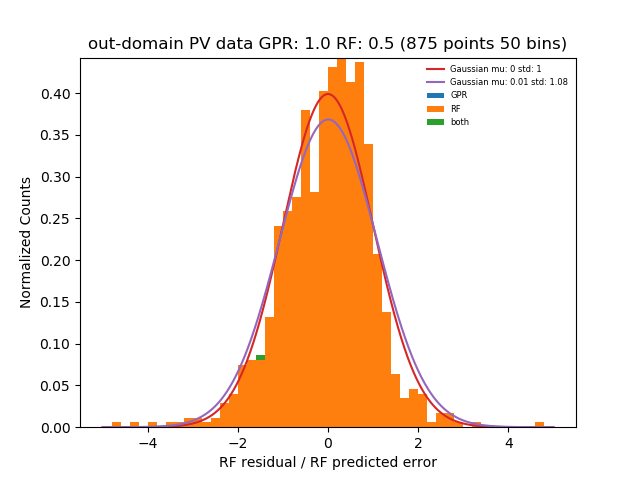 out-domain PV data GPR: 1.0 RF: 0.5 (875 points 50 bins)
Gaussian mu: 0 std: 1
Gaussian mu: 0.01 std: 1.08
GPR
RF
both
Normalized Counts
0.40
0.35
0.30
0.25
0.20
0.15
0.10
0.05
0.00
−4 −2 0 2 4
RF residual / RF predicted error